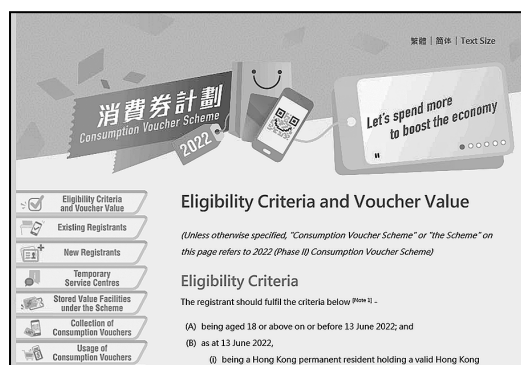 繁體 | 简体 | Text Size
消費券計劃
Consumption Voucher Scheme
2022
Let's spend more
to boost the economy
Eligibility Criteria
and Voucher Value
Existing Registrants
New Registrants
Temporary
Service Centres
Stored Value Facilities
under the Scheme
Collection of
Consumption Vouchers
Usage of
Consumption Vouchers
Eligibility Criteria and Voucher Value
(Unless otherwise specified, "Consumption Voucher Scheme" or "the Scheme" on
this page refers to 2022 (Phase II) Consumption Voucher Scheme)
Eligibility Criteria
The registrant should fulfil the criteria below [Note 1] –
(A) being aged 18 or above on or before 13 June 2022; and
(B) as at 13 June 2022,
(i) being a Hong Kong permanent resident holding a valid Hong Kong